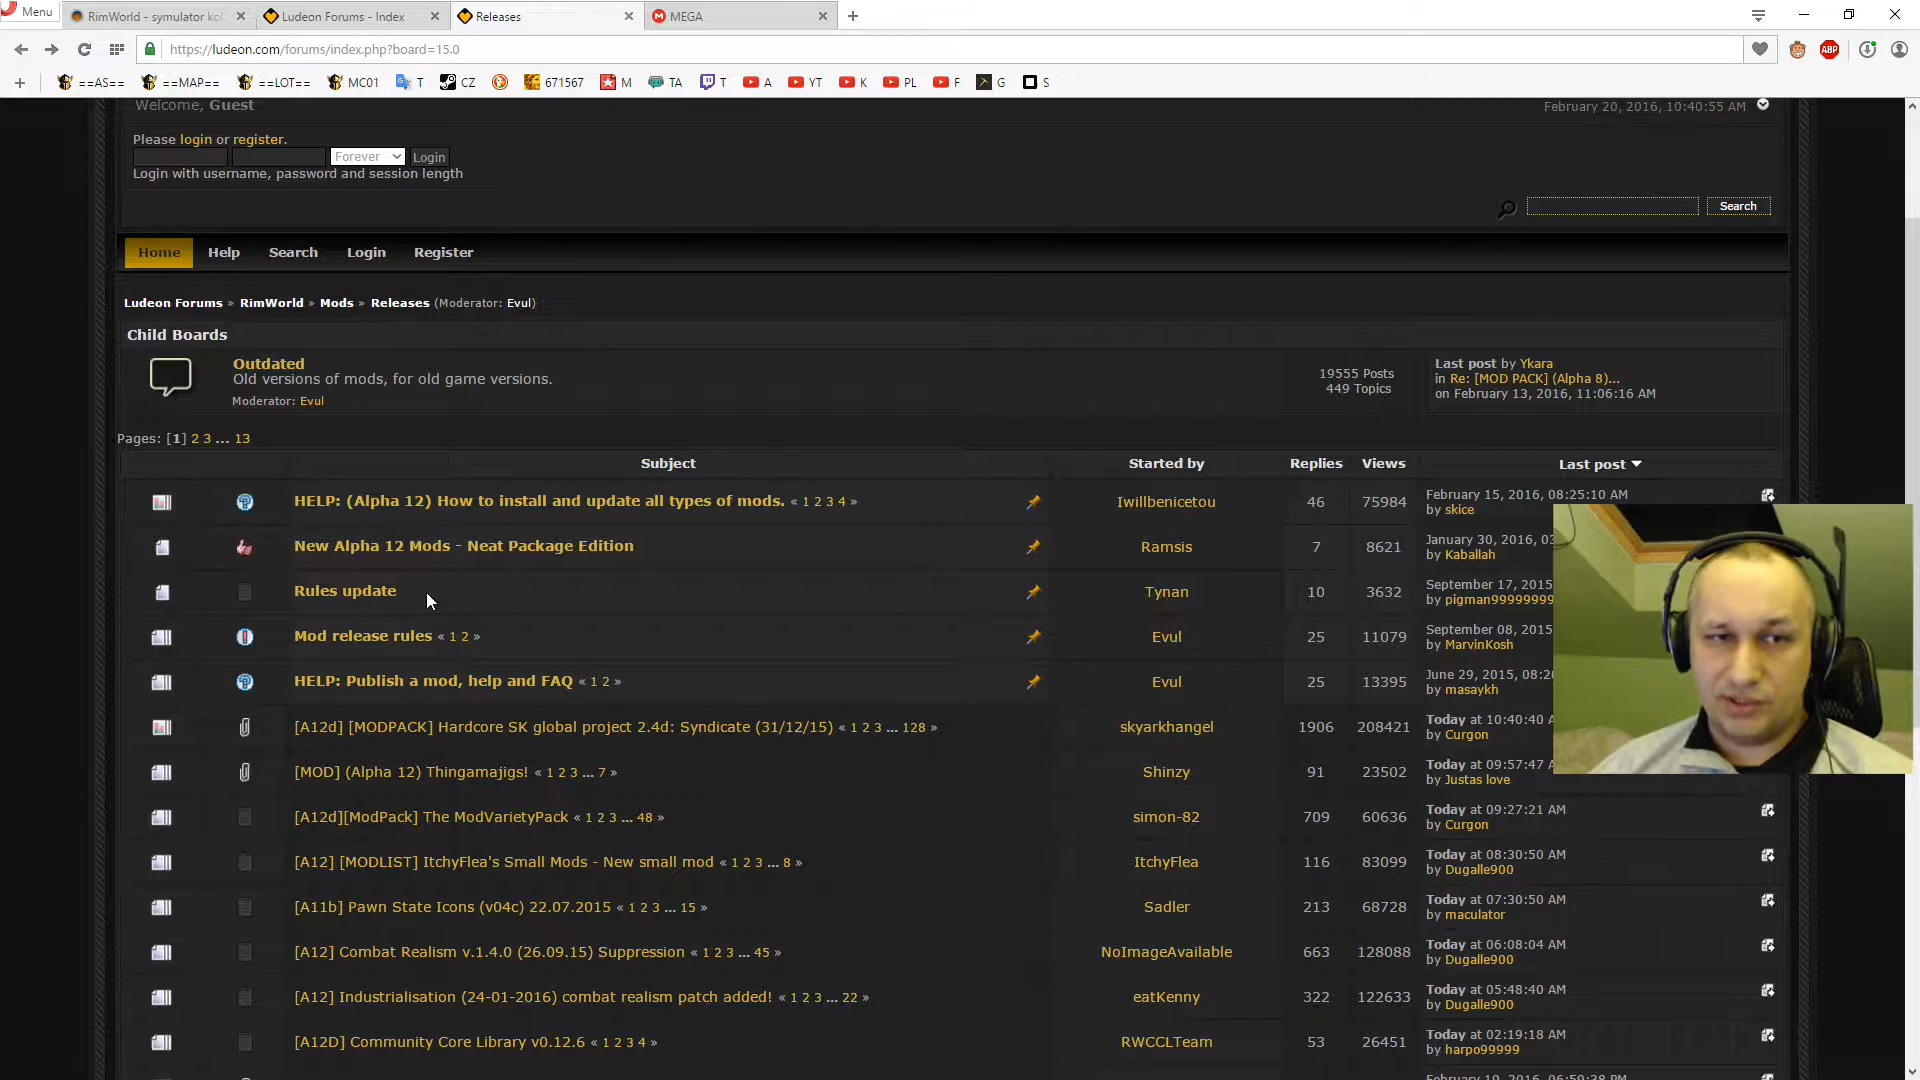 Menu
RimWorld - symulator kol
Ludeon Forums - Index
Releases
MEGA
https://ludeon.com/forums/index.php?board=15.0
ABP
==AS== ==MAP== ==LOT== MC01 T CZ 671567 M TA T A YT K PL F G S
Welcome, Guest
February 20, 2016, 10:40:55 AM
Please login or register.
Forever Login
Login with username, password and session length
Search
Home Help Search Login Register
Ludeon Forums » RimWorld » Mods » Releases (Moderator: Evul)
Child Boards
Outdated
Old versions of mods, for old game versions.
Moderator: Evul
19555 Posts
449 Topics
Last post by Ykara
in Re: [MOD PACK] (Alpha 8)...
on February 13, 2016, 11:06:16 AM
Pages: [1] 2 3 ... 13
Subject Started by Replies Views Last post
HELP: (Alpha 12) How to install and update all types of mods. « 1 2 3 4 » Iwillbenicetou 46 75984 February 15, 2016, 08:25:10 AM
by skice
New Alpha 12 Mods - Neat Package Edition Ramsis 7 8621 January 30, 2016, 03
by Kaballah
Rules update Tynan 10 3632 September 17, 2015
by pigman99999999
Mod release rules « 1 2 » Evul 25 11079 September 08, 2015
by MarvinKosh
HELP: Publish a mod, help and FAQ « 1 2 » Evul 25 13395 June 29, 2015, 08:2
by masaykh
[A12d] [MODPACK] Hardcore SK global project 2.4d: Syndicate (31/12/15) « 1 2 3 ... 128 » skyarkhangel 1906 208421 Today at 10:40:40 A
by Curgon
[MOD] (Alpha 12) Thingamajigs! « 1 2 3 ... 7 » Shinzy 91 23502 Today at 09:57:47 A
by Justas love
[A12d][ModPack] The ModVarietyPack « 1 2 3 ... 48 » simon-82 709 60636 Today at 09:27:21 AM
by Curgon
[A12] [MODLIST] ItchyFlea's Small Mods - New small mod « 1 2 3 ... 8 » ItchyFlea 116 83099 Today at 08:30:50 AM
by Dugalle900
[A11b] Pawn State Icons (v04c) 22.07.2015 « 1 2 3 ... 15 » Sadler 213 68728 Today at 07:30:50 AM
by maculator
[A12] Combat Realism v.1.4.0 (26.09.15) Suppression « 1 2 3 ... 45 » NoImageAvailable 663 128088 Today at 06:08:04 AM
by Dugalle900
[A12] Industrialisation (24-01-2016) combat realism patch added! « 1 2 3 ... 22 » eatKenny 322 122633 Today at 05:48:40 AM
by Dugalle900
[A12D] Community Core Library v0.12.6 « 1 2 3 4 » RWCCLTeam 53 26451 Today at 02:19:18 AM
by harpo99999